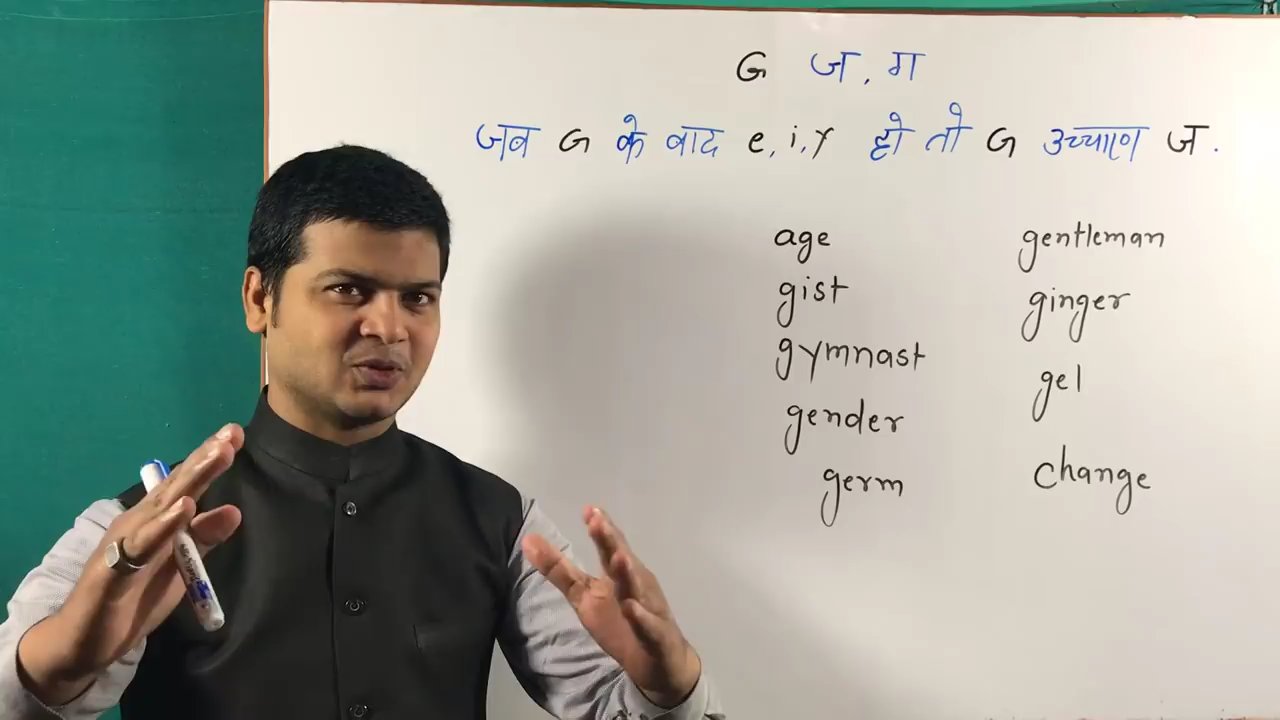 G ज, ग
जब G के बाद e, i, y हो तो G उच्चारण ज.
age gentleman
gist ginger
gymnast gel
gender
germ change